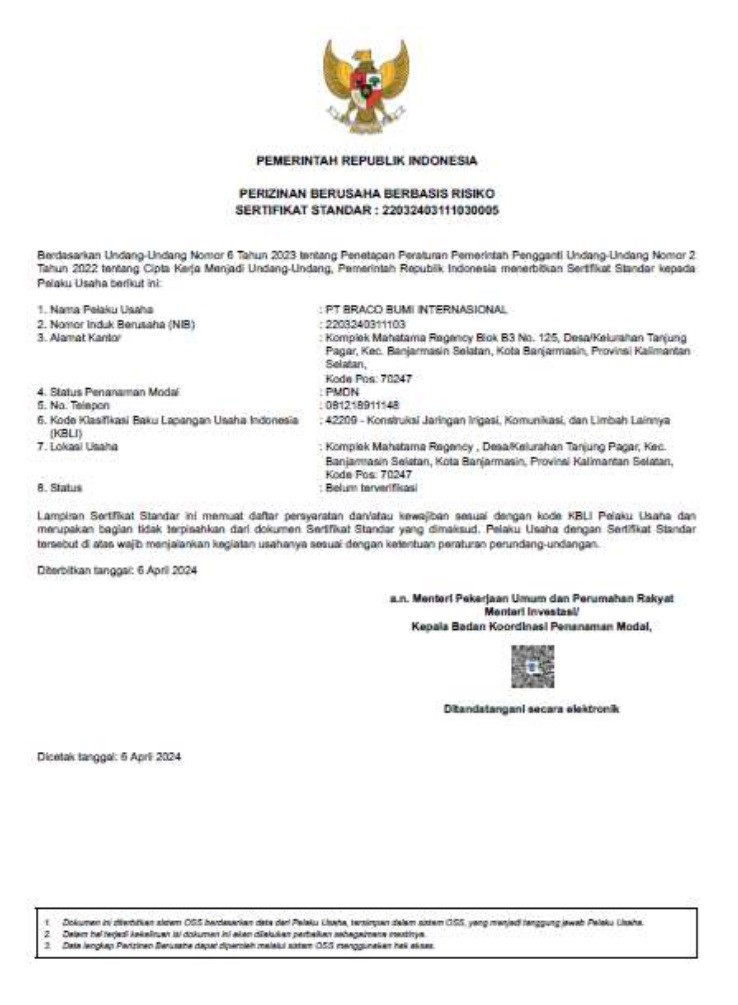 PEMERINTAH REPUBLIK INDONESIA
PERIZINAN BERUSAHA BERBASIS RISIKO
SERTIFIKAT STANDAR : 22032403111030005
Berdasarkan Undang-Undang Nomor 6 Tahun 2023 tentang Penetapan Peraturan Pemerintah Pengganti Undang-Undang Nomor 2
Tahun 2022 tentang Cipta Kerja Menjadi Undang-Undang, Pemerintah Republik Indonesia menerbitkan Sertifikat Standar kepada
Pelaku Usaha berikut ini:
1. Nama Pelaku Usaha : PT BRACO BUMI INTERNASIONAL
2. Nomor Induk Berusaha (NIB) : 2203240311103
3. Alamat Kantor : Komplek Mahatama Regency Blok B3 No. 125, Desa/Kelurahan Tanjung
Pagar, Kec. Banjarmasin Selatan, Kota Banjarmasin, Provinsi Kalimantan
Selatan,
Kode Pos: 70247
4. Status Penanaman Modal : PMDN
5. No. Telepon : 081218911148
6. Kode Klasifikasi Baku Lapangan Usaha Indonesia : 42209 - Konstruksi Jaringan Irigasi, Komunikasi, dan Limbah Lainnya
(KBLI)
7. Lokasi Usaha : Komplek Mahatama Regency , Desa/Kelurahan Tanjung Pagar, Kec.
Banjarmasin Selatan, Kota Banjarmasin, Provinsi Kalimantan Selatan,
Kode Pos: 70247
8. Status : Belum terverifikasi
Lampiran Sertifikat Standar ini memuat daftar persyaratan dan/atau kewajiban sesuai dengan kode KBLI Pelaku Usaha dan
merupakan bagian tidak terpisahkan dari dokumen Sertifikat Standar yang dimaksud. Pelaku Usaha dengan Sertifikat Standar
tersebut di atas wajib menjalankan kegiatan usahanya sesuai dengan ketentuan peraturan perundang-undangan.
Diterbitkan tanggal: 6 April 2024
a.n. Menteri Pekerjaan Umum dan Perumahan Rakyat
Menteri Investasi/
Kepala Badan Koordinasi Penanaman Modal,
Ditandatangani secara elektronik
Dicetak tanggal: 6 April 2024
1. Dokumen ini diterbitkan sistem OSS berdasarkan data dari Pelaku Usaha, tersimpan dalam sistem OSS, yang menjadi tanggung jawab Pelaku Usaha.
2. Dalam hal terjadi kekeliruan isi dokumen ini akan dilakukan perbaikan sebagaimana mestinya.
3. Data lengkap Perizinan Berusaha dapat diperoleh melalui sistem OSS menggunakan hak akses.